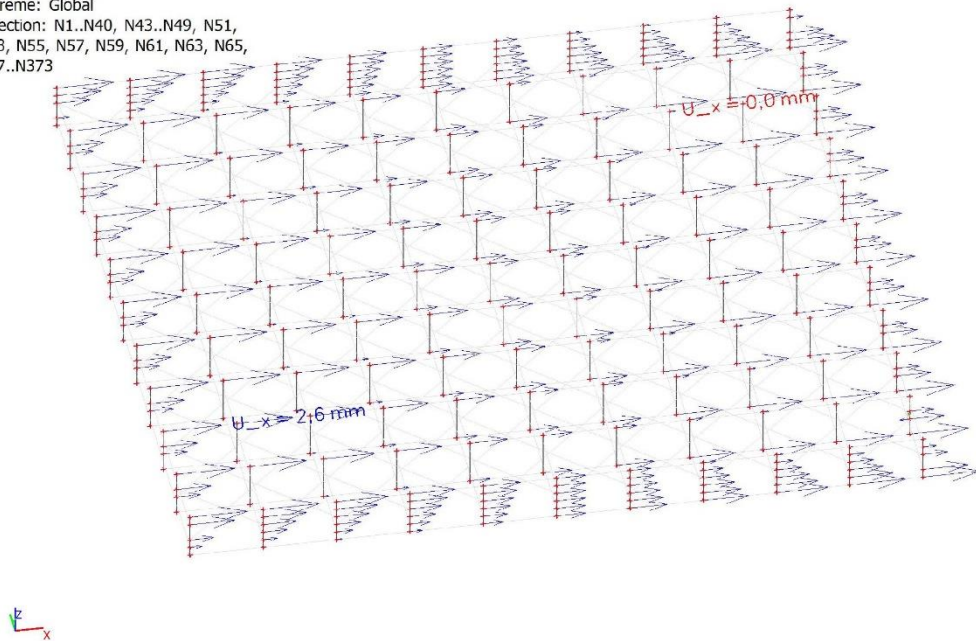 reme: Global
ection: N1..N40, N43..N49, N51,
3, N55, N57, N59, N61, N63, N65,
7..N373
U_x = 0,0 mm
U_x = 2,6 mm
z
x